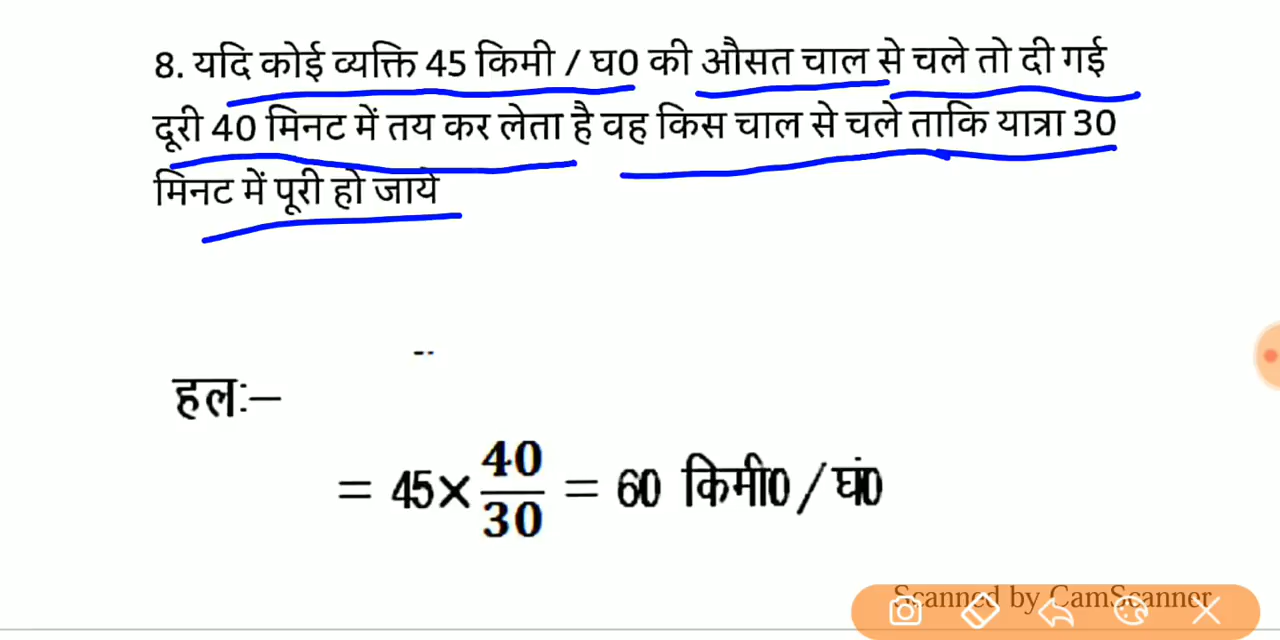 8. यदि कोई व्यक्ति 45 किमी / घ0 की औसत चाल से चले तो दी गई
दूरी 40 मिनट में तय कर लेता है वह किस चाल से चले ताकि यात्रा 30
मिनट में पूरी हो जाये
हल:–
= 45 × 40/30 = 60 किमी0 / घं0
Scanned by CamScanner